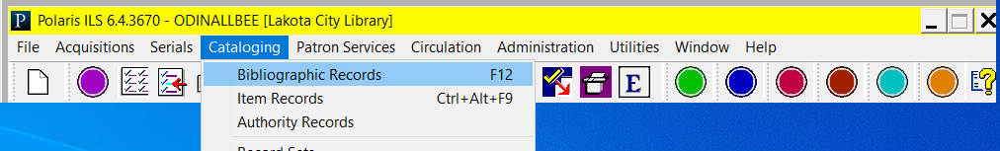 P Polaris ILS 6.4.3670 - ODINALLBEE [Lakota City Library]
File Acquisitions Serials Cataloging Patron Services Circulation Administration Utilities Window Help
E
Bibliographic Records F12
Item Records Ctrl+Alt+F9
Authority Records
Record Sets